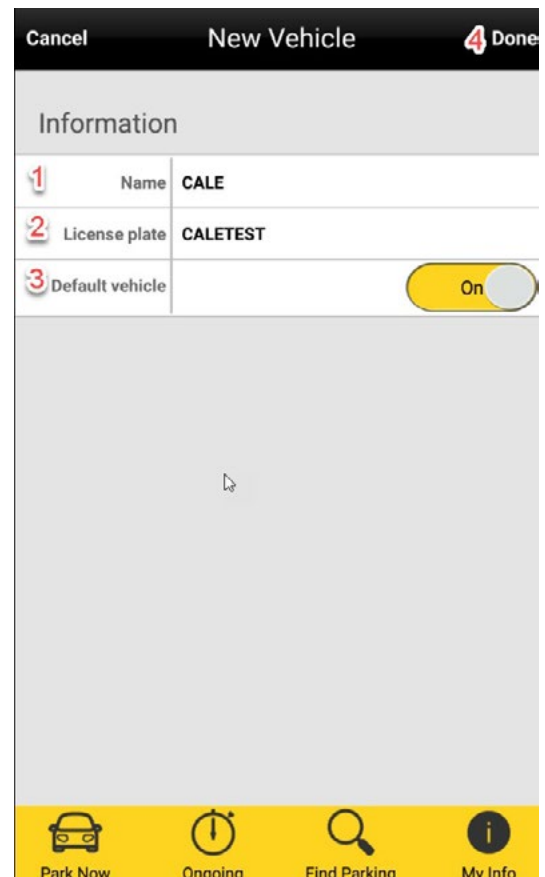 Cancel New Vehicle 4 Done
Information
1 Name CALE
2 License plate CALETEST
3 Default vehicle On
Park Now Ongoing Find Parking My Info